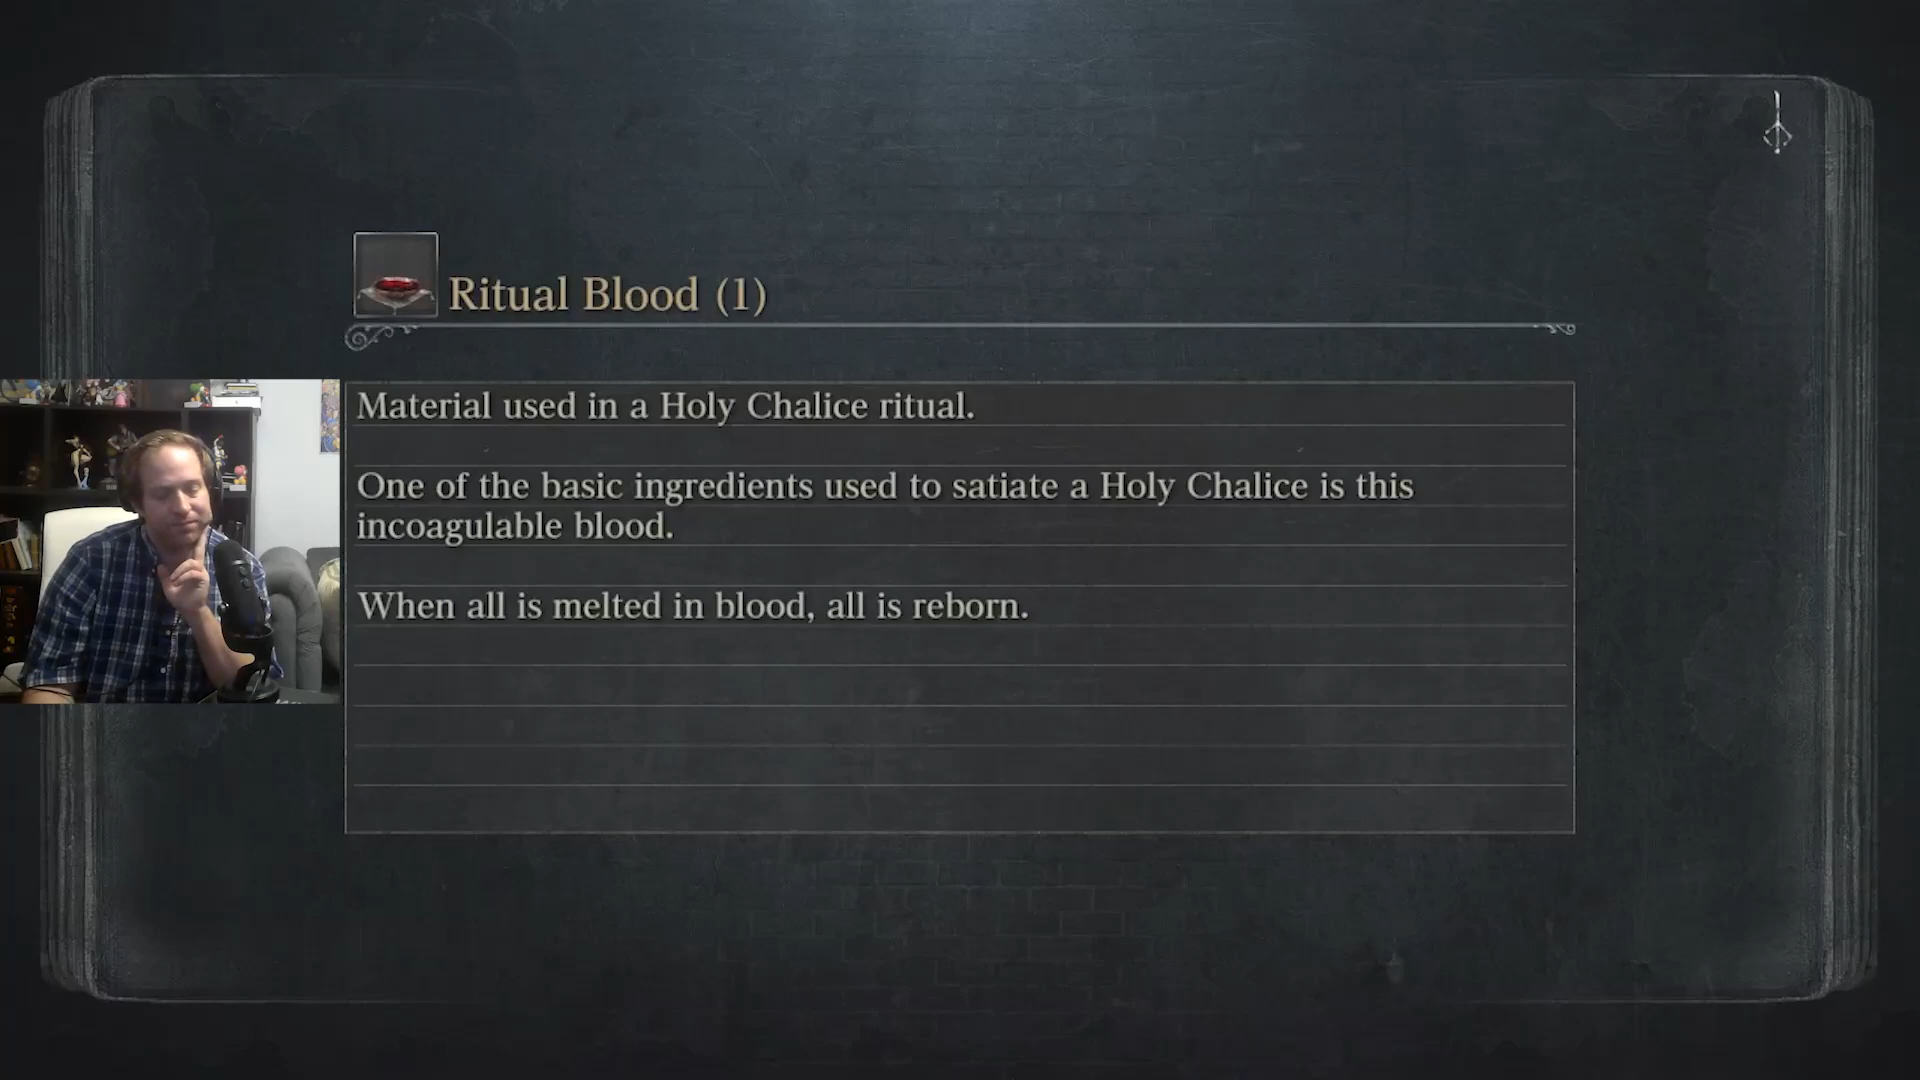 Ritual Blood (1)
Material used in a Holy Chalice ritual.
One of the basic ingredients used to satiate a Holy Chalice is this
incoagulable blood.
When all is melted in blood, all is reborn.